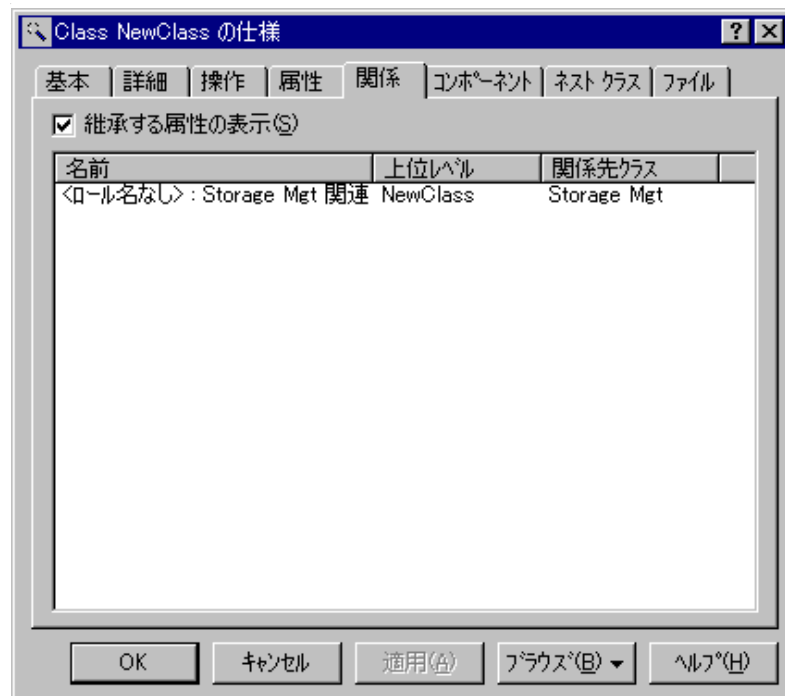 Class NewClass の仕様
基本 詳細 操作 属性 関係 ｺﾝﾎﾟｰﾈﾝﾄ ﾈｽﾄ ｸﾗｽ ﾌｧｲﾙ
継承する属性の表示(S)
名前 上位ﾚﾍﾞﾙ 関係先ｸﾗｽ
<ﾛｰﾙ名なし> : Storage Mgt 関連 NewClass Storage Mgt
OK ｷｬﾝｾﾙ 適用(A) ﾌﾞﾗｳｽﾞ(B) ﾍﾙﾌﾟ(H)